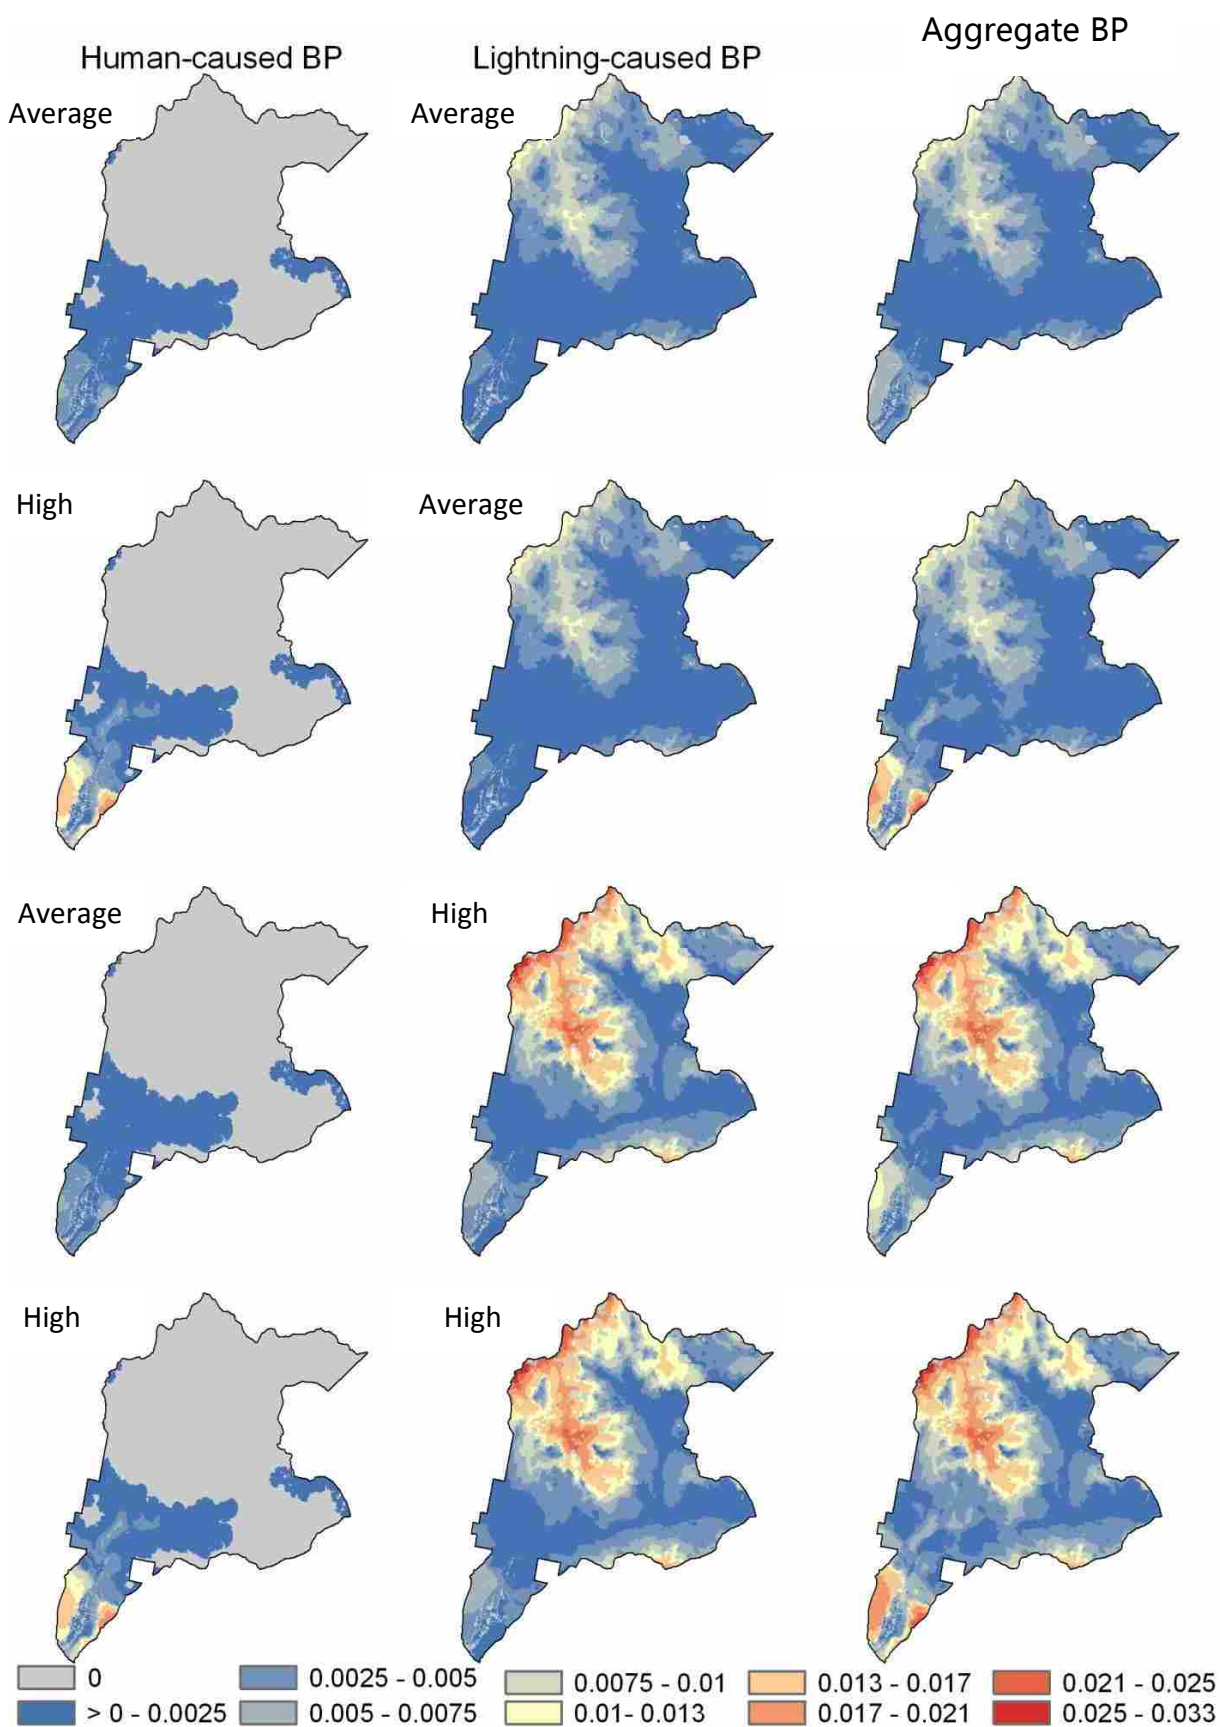 Aggregate BP
Human-caused BP Lightning-caused BP
Average Average
High Average
Average High
High High
0 0.0025 - 0.005 0.0075 - 0.01 0.013 - 0.017 0.021 - 0.025
> 0 - 0.0025 0.005 - 0.0075 0.01- 0.013 0.017 - 0.021 0.025 - 0.033